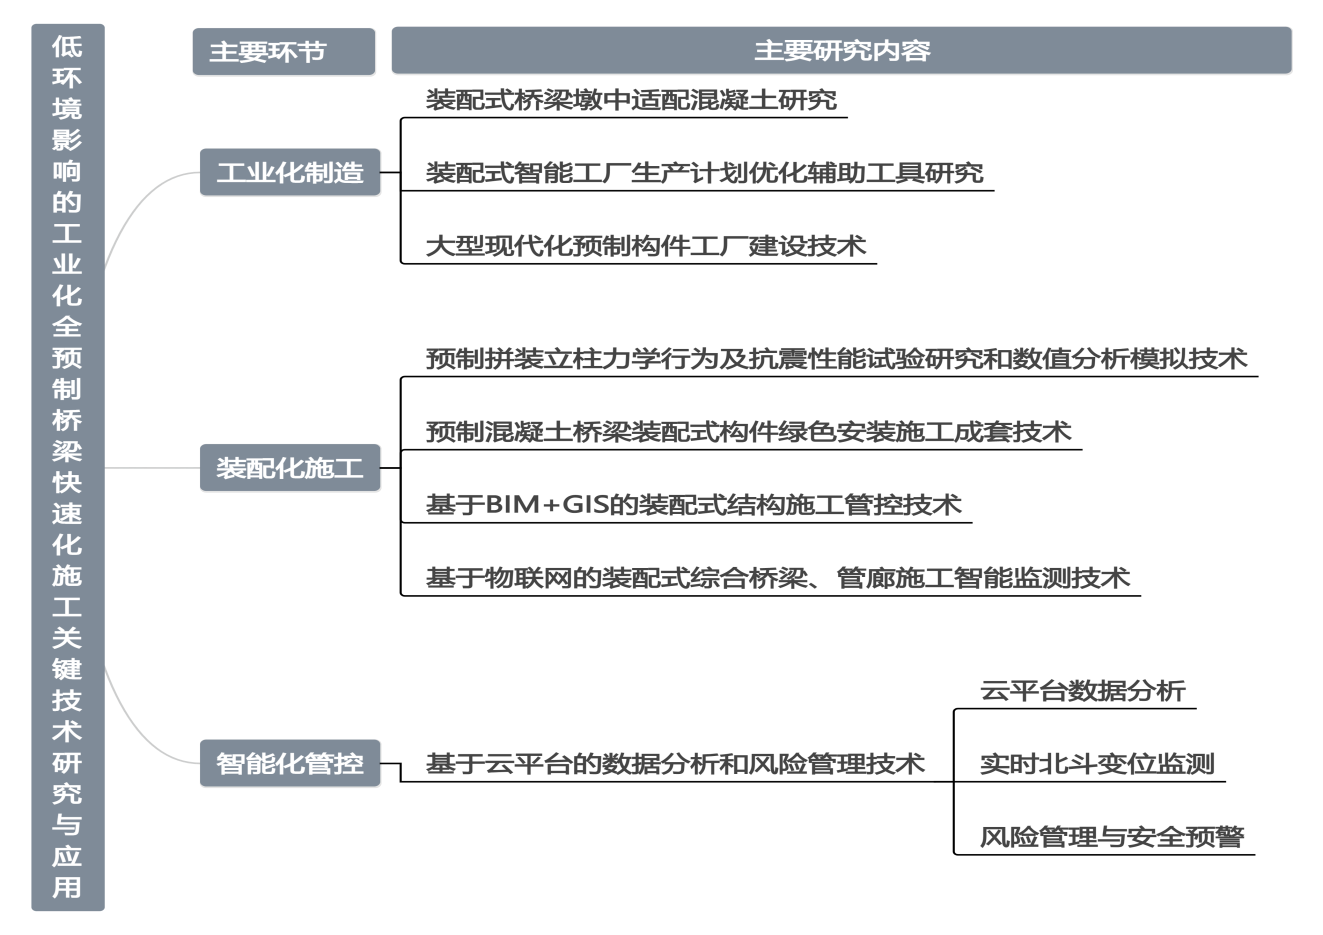 低环境影响的工业化全预制桥梁快速化施工关键技术研究与应用
主要环节
主要研究内容
工业化制造
装配式桥梁墩中适配混凝土研究
装配式智能工厂生产计划优化辅助工具研究
大型现代化预制构件工厂建设技术
装配化施工
预制拼装立柱力学行为及抗震性能试验研究和数值分析模拟技术
预制混凝土桥梁装配式构件绿色安装施工成套技术
基于BIM+GIS的装配式结构施工管控技术
基于物联网的装配式综合桥梁、管廊施工智能监测技术
智能化管控
基于云平台的数据分析和风险管理技术
云平台数据分析
实时北斗变位监测
风险管理与安全预警